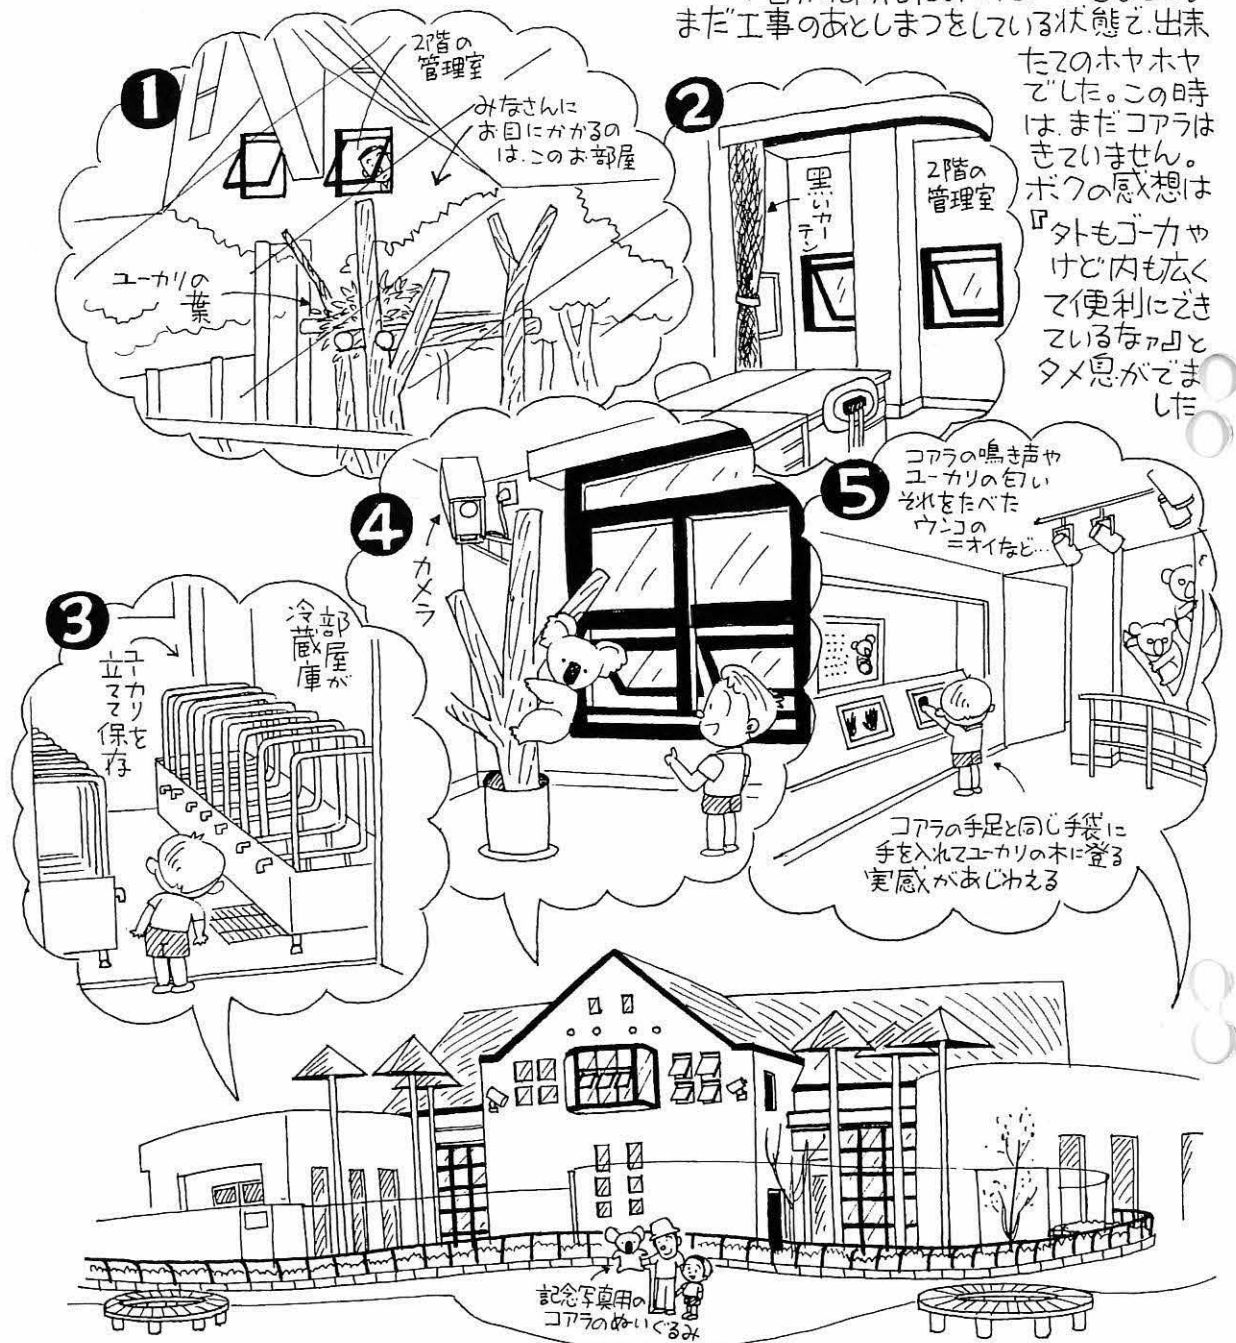 まだ工事のあとしまつをしている状態で、出来
たてのホヤホヤ
でした。この時
は、まだコアラは
きていません。
ボクの感想は
『外もゴーカや
けど内も広く
て便利にでき
ているなァ』と
タメ息がでま
した
1
2階の
管理室
みなさんに
お目にかかるの
は、このお部屋
ユーカリの
葉
2
黒いカー
テン
2階の
管理室
3
部屋が
冷蔵庫
ユーカリを
立てて保存
4
カメラ
5
コアラの鳴き声や
ユーカリの匂い
それをたべた
ウンコの
ニオイなど…
コアラの手足と同じ手袋に
手を入れてユーカリの木に登る
実感があじわえる
記念写真用の
コアラのぬいぐるみ